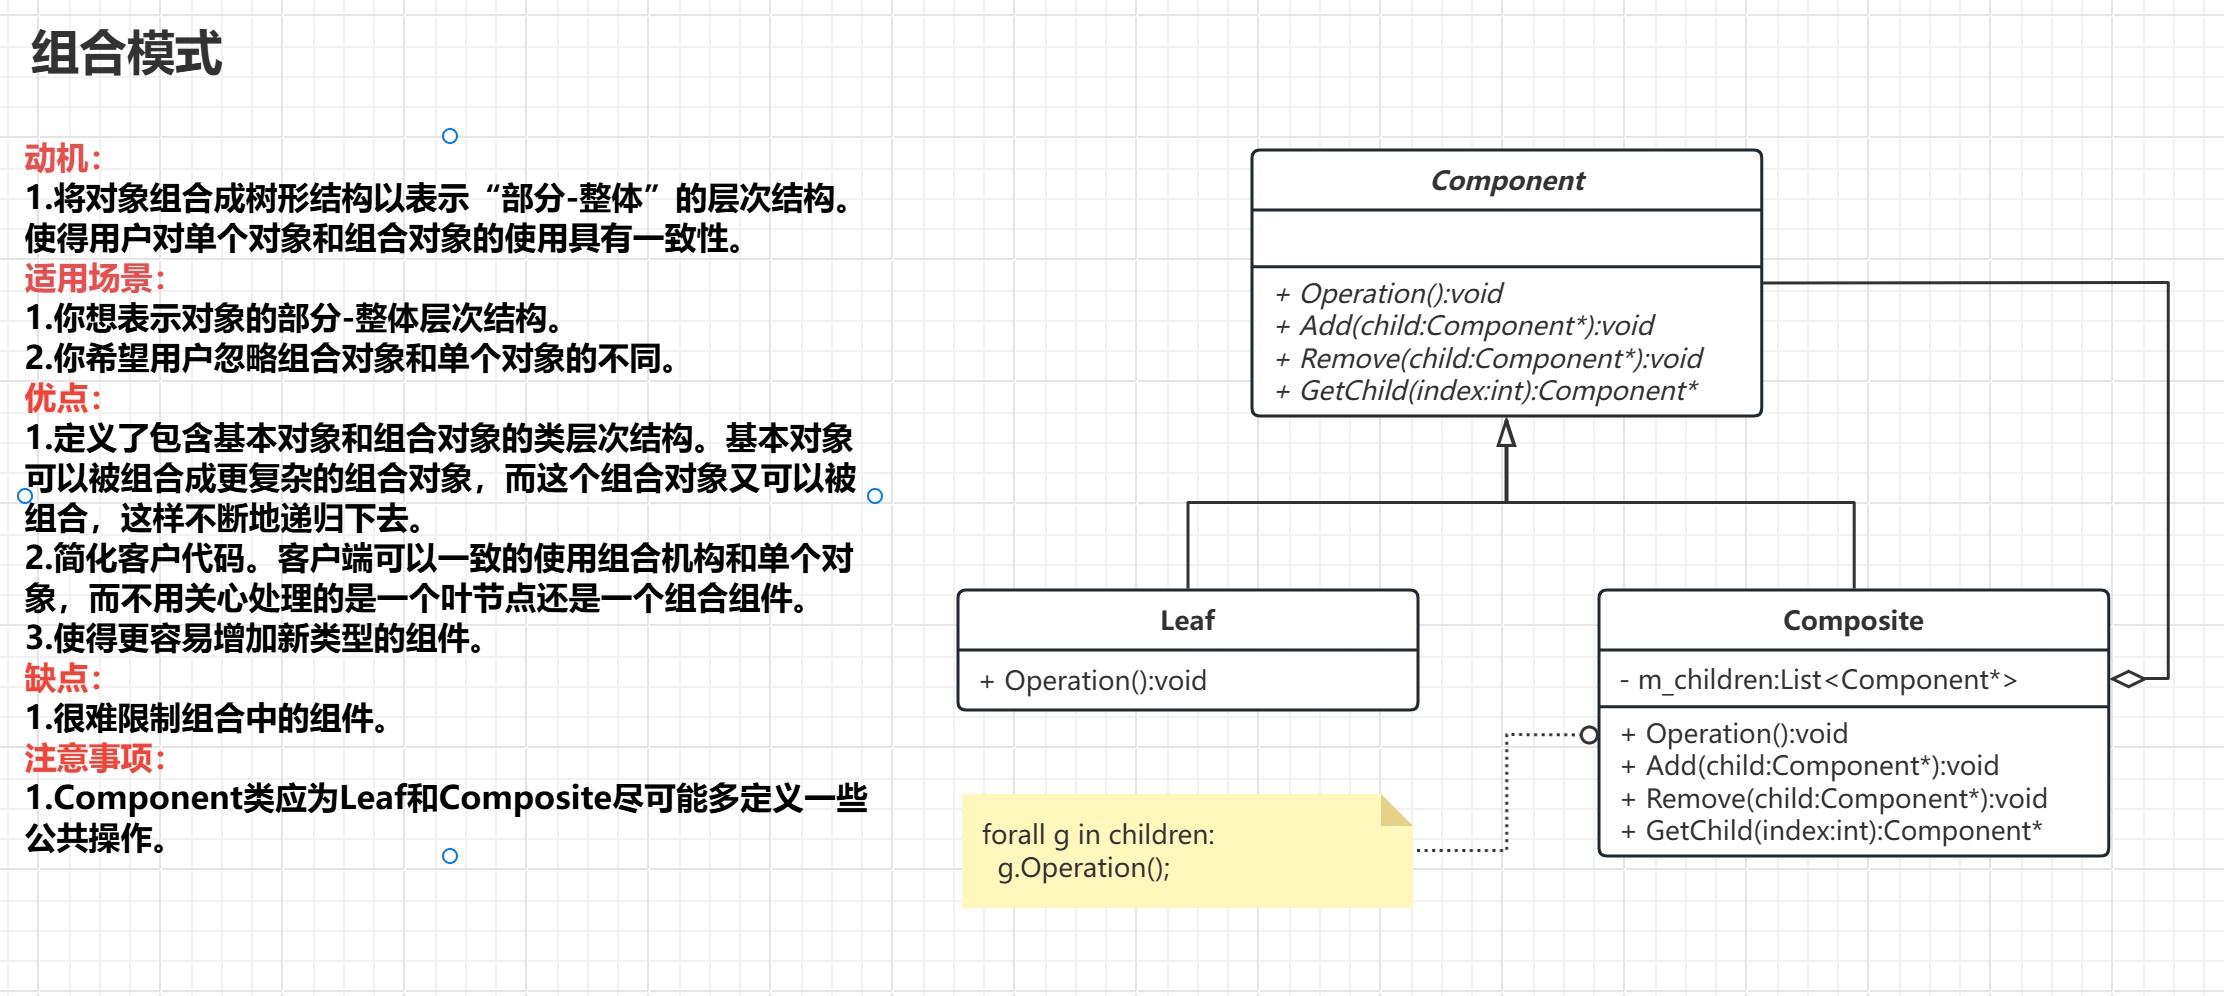 组合模式
动机：
1.将对象组合成树形结构以表示“部分-整体”的层次结构。
使得用户对单个对象和组合对象的使用具有一致性。
适用场景：
1.你想表示对象的部分-整体层次结构。
2.你希望用户忽略组合对象和单个对象的不同。
优点：
1.定义了包含基本对象和组合对象的类层次结构。基本对象
可以被组合成更复杂的组合对象，而这个组合对象又可以被
组合，这样不断地递归下去。
2.简化客户代码。客户端可以一致的使用组合机构和单个对
象，而不用关心处理的是一个叶节点还是一个组合组件。
3.使得更容易增加新类型的组件。
缺点：
1.很难限制组合中的组件。
注意事项：
1.Component类应为Leaf和Composite尽可能多定义一些
公共操作。
Component
+ Operation():void
+ Add(child:Component*):void
+ Remove(child:Component*):void
+ GetChild(index:int):Component*
Leaf
+ Operation():void
Composite
- m_children:List<Component*>
+ Operation():void
+ Add(child:Component*):void
+ Remove(child:Component*):void
+ GetChild(index:int):Component*
forall g in children:
g.Operation();